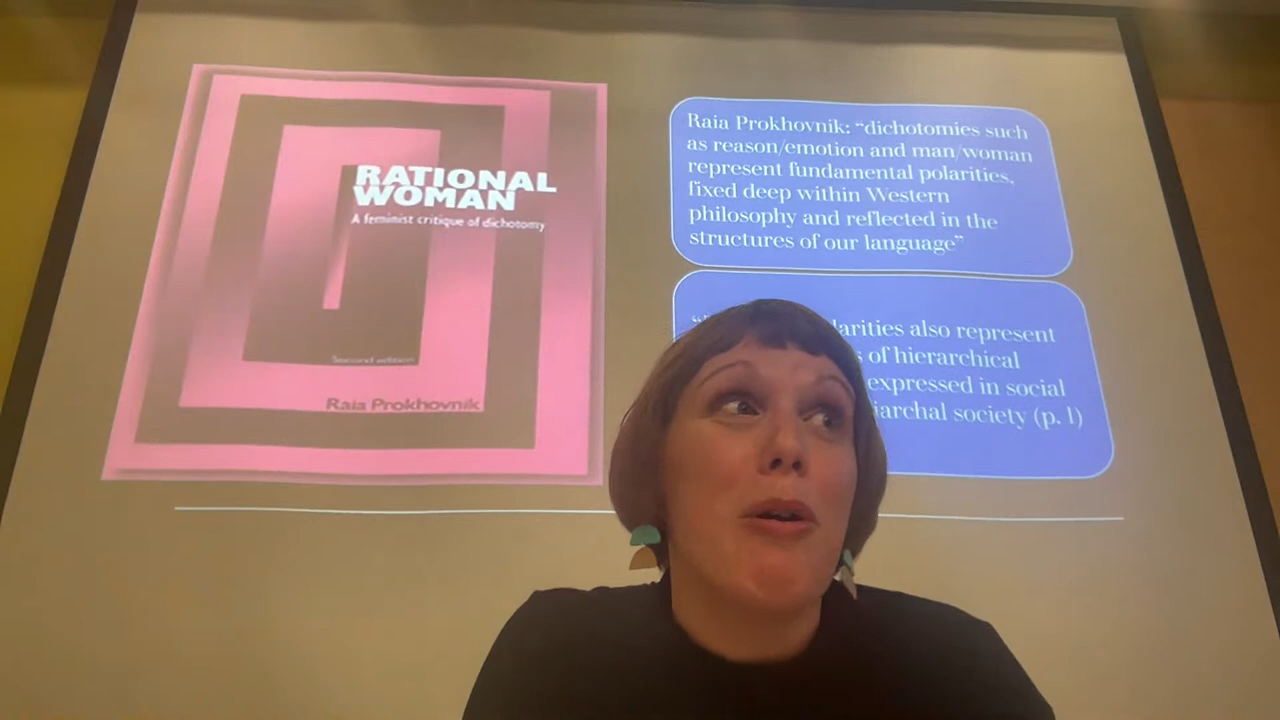 RATIONAL
WOMAN
A feminist critique of dichotomy
Second edition
Raia Prokhovnik
Raia Prokhovnik: “dichotomies such
as reason/emotion and man/woman
represent fundamental polarities,
fixed deep within Western
philosophy and reflected in the
structures of our language”
also represent
of hierarchical
expressed in social
society (p. 1)